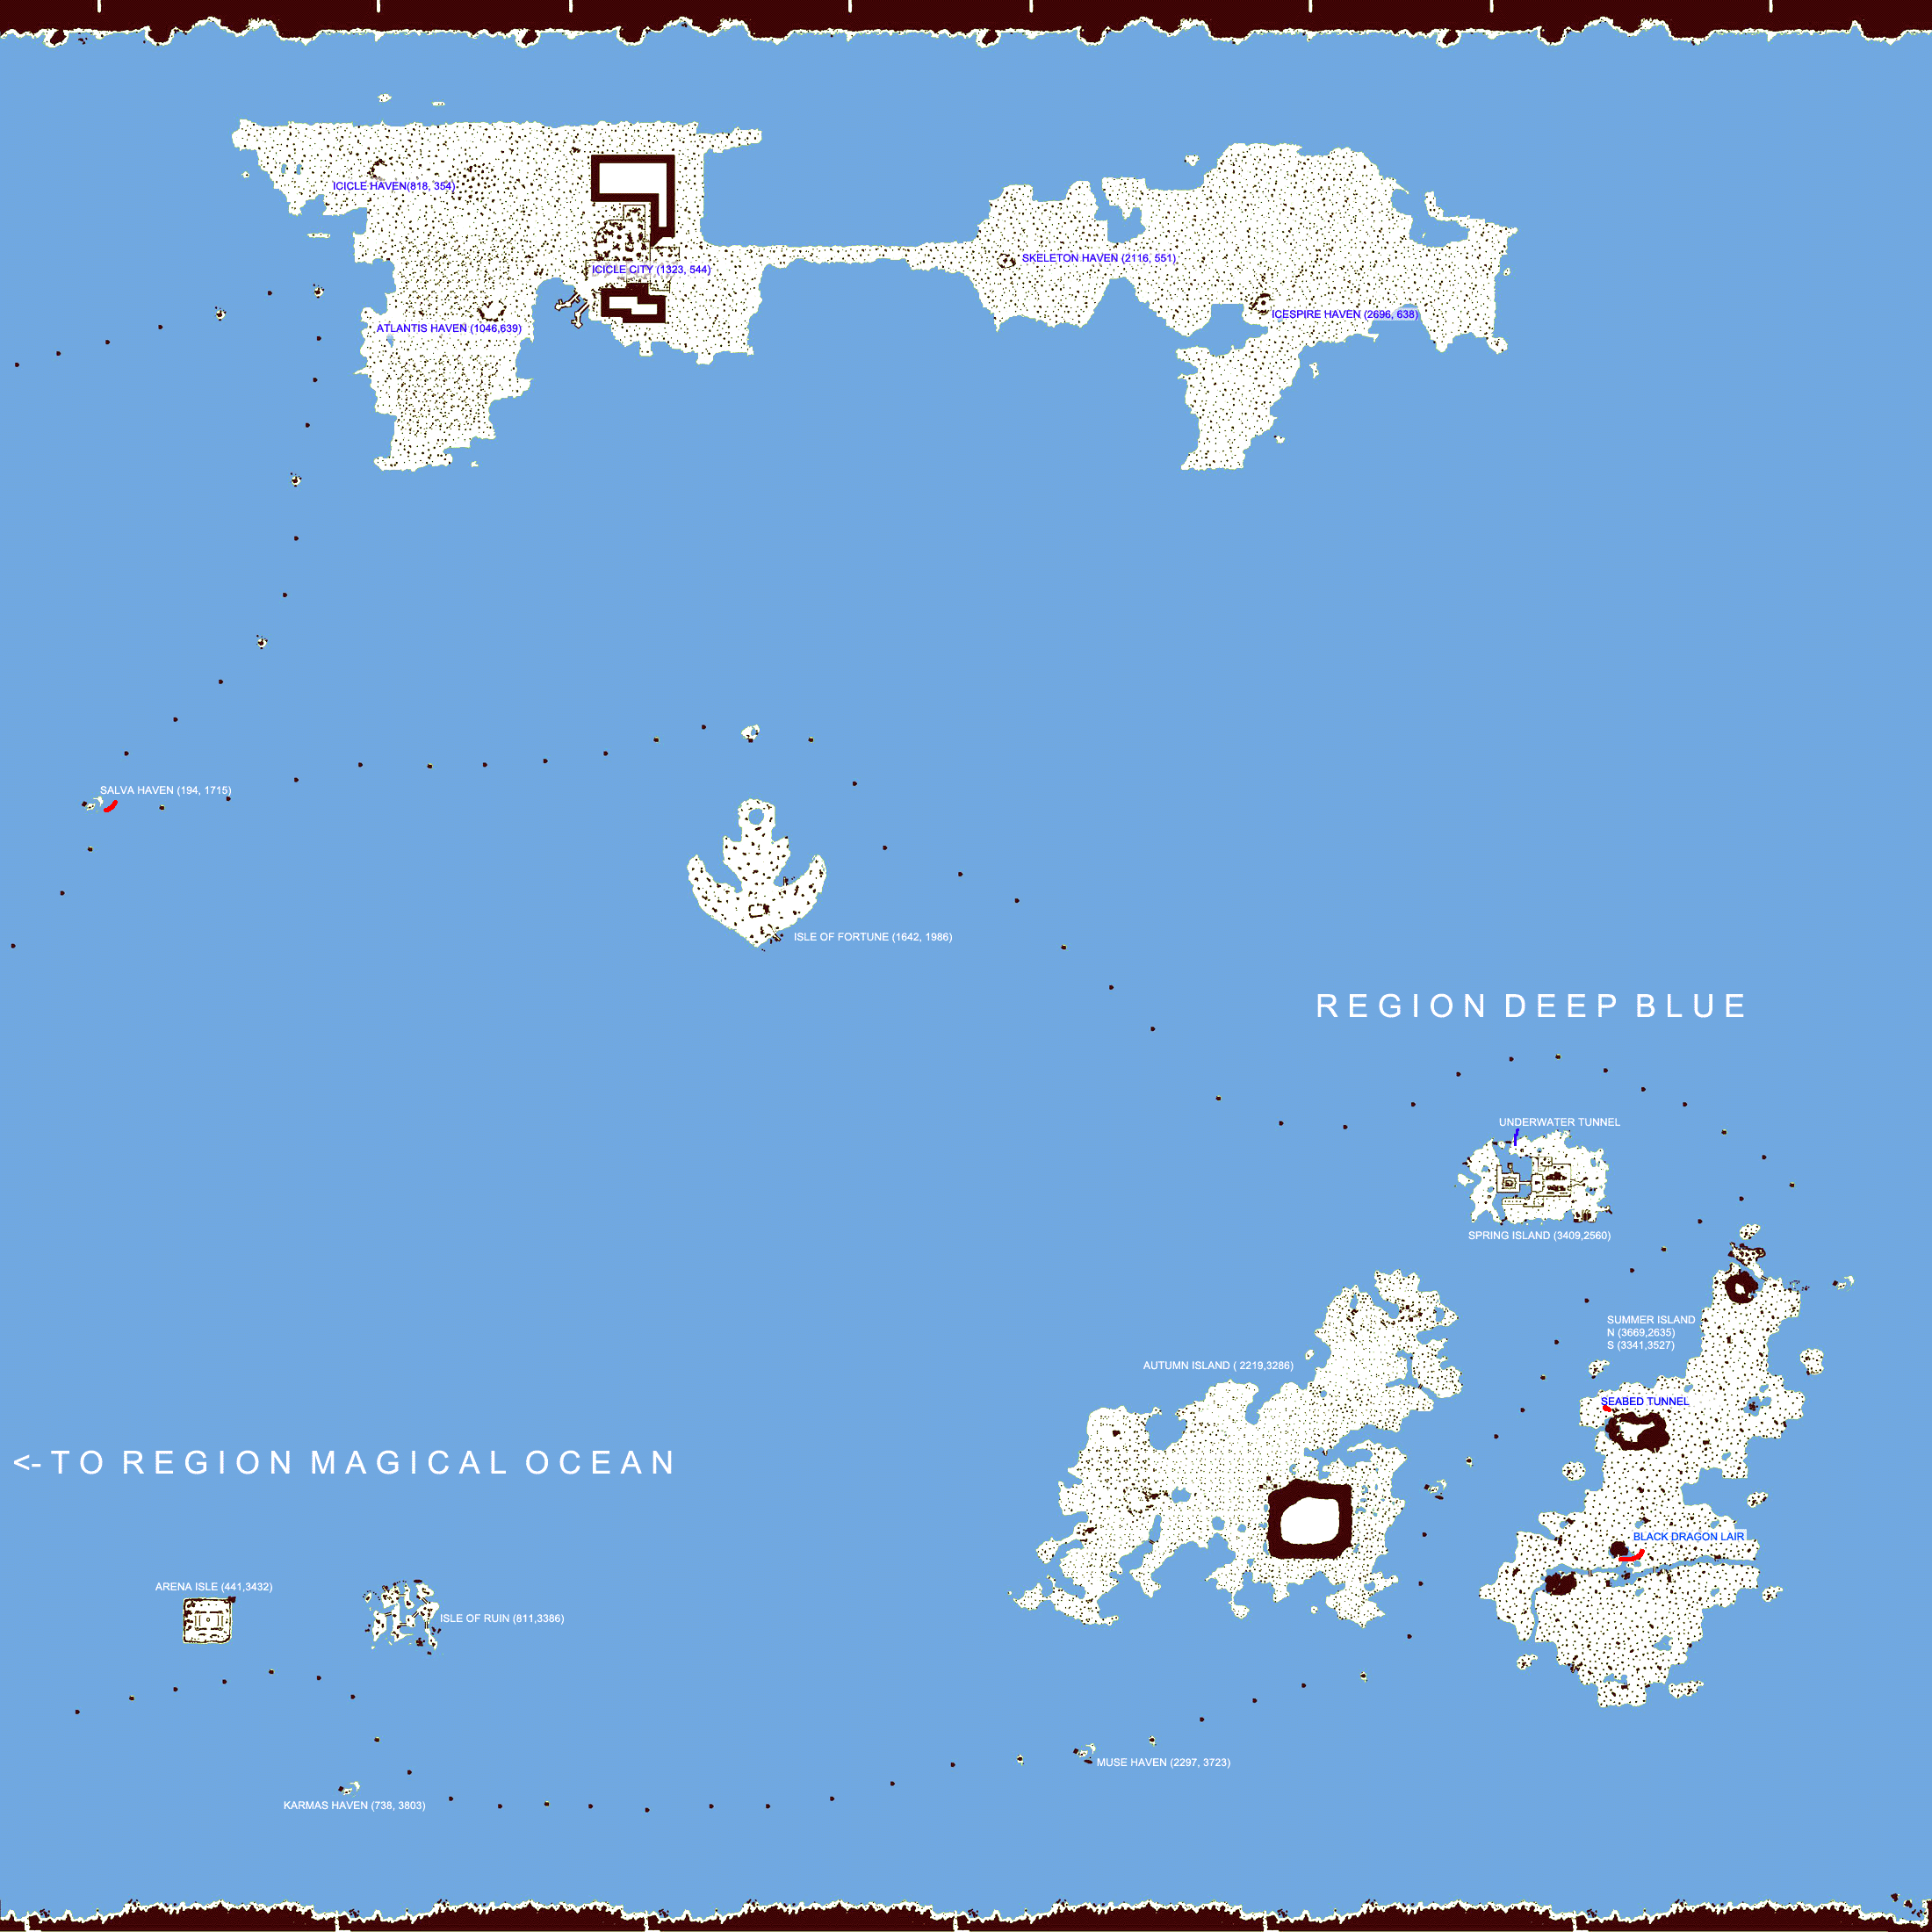 ICICLE HAVEN(818, 354)
SKELETON HAVEN (2116, 551)
ICICLE CITY (1323, 544)
ICESPIRE HAVEN (2696, 638)
ATLANTIS HAVEN (1046,639)
SALVA HAVEN (194, 1715)
ISLE OF FORTUNE (1642, 1986)
REGION DEEP BLUE
UNDERWATER TUNNEL
SPRING ISLAND (3409,2560)
SUMMER ISLAND
N (3669,2635)
S (3341,3527)
AUTUMN ISLAND ( 2219,3286)
SEABED TUNNEL
<-TO REGION MAGICAL OCEAN
BLACK DRAGON LAIR
ARENA ISLE (441,3432)
ISLE OF RUIN (811,3386)
MUSE HAVEN (2297, 3723)
KARMAS HAVEN (738, 3803)